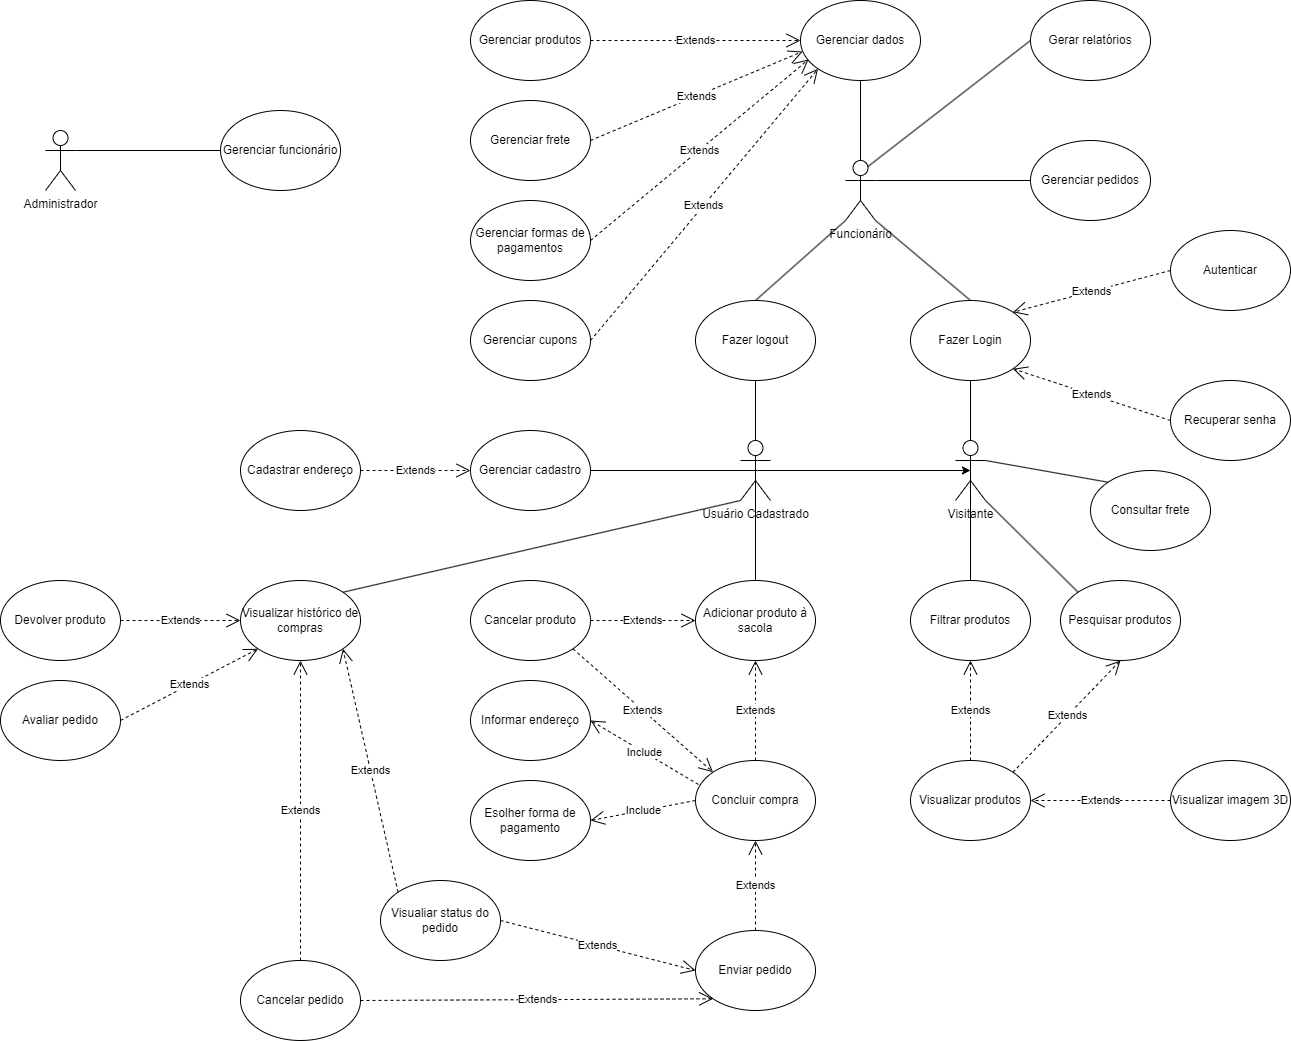 Gerenciar produtos
Extends
Gerenciar dados
Gerar relatórios
Extends
Gerenciar frete
Gerenciar funcionário
Extends
Gerenciar pedidos
Administrador
Extends
Gerenciar formas de
pagamentos
Funcionário
Autenticar
Extends
Gerenciar cupons
Fazer logout
Fazer Login
Extends
Recuperar senha
Cadastrar endereço
Extends
Gerenciar cadastro
Usuário Cadastrado
Visitante
Consultar frete
Devolver produto
Extends
Visualizar histórico de
compras
Cancelar produto
Extends
Adicionar produto à
sacola
Filtrar produtos
Pesquisar produtos
Extends
Avaliar pedido
Informar endereço
Extends
Extends
Extends
Extends
Include
Extends
Extends
Esolher forma de
pagamento
Include
Concluir compra
Visualizar produtos
Extends
Visualizar imagem 3D
Extends
Visualiar status do
pedido
Extends
Enviar pedido
Cancelar pedido
Extends